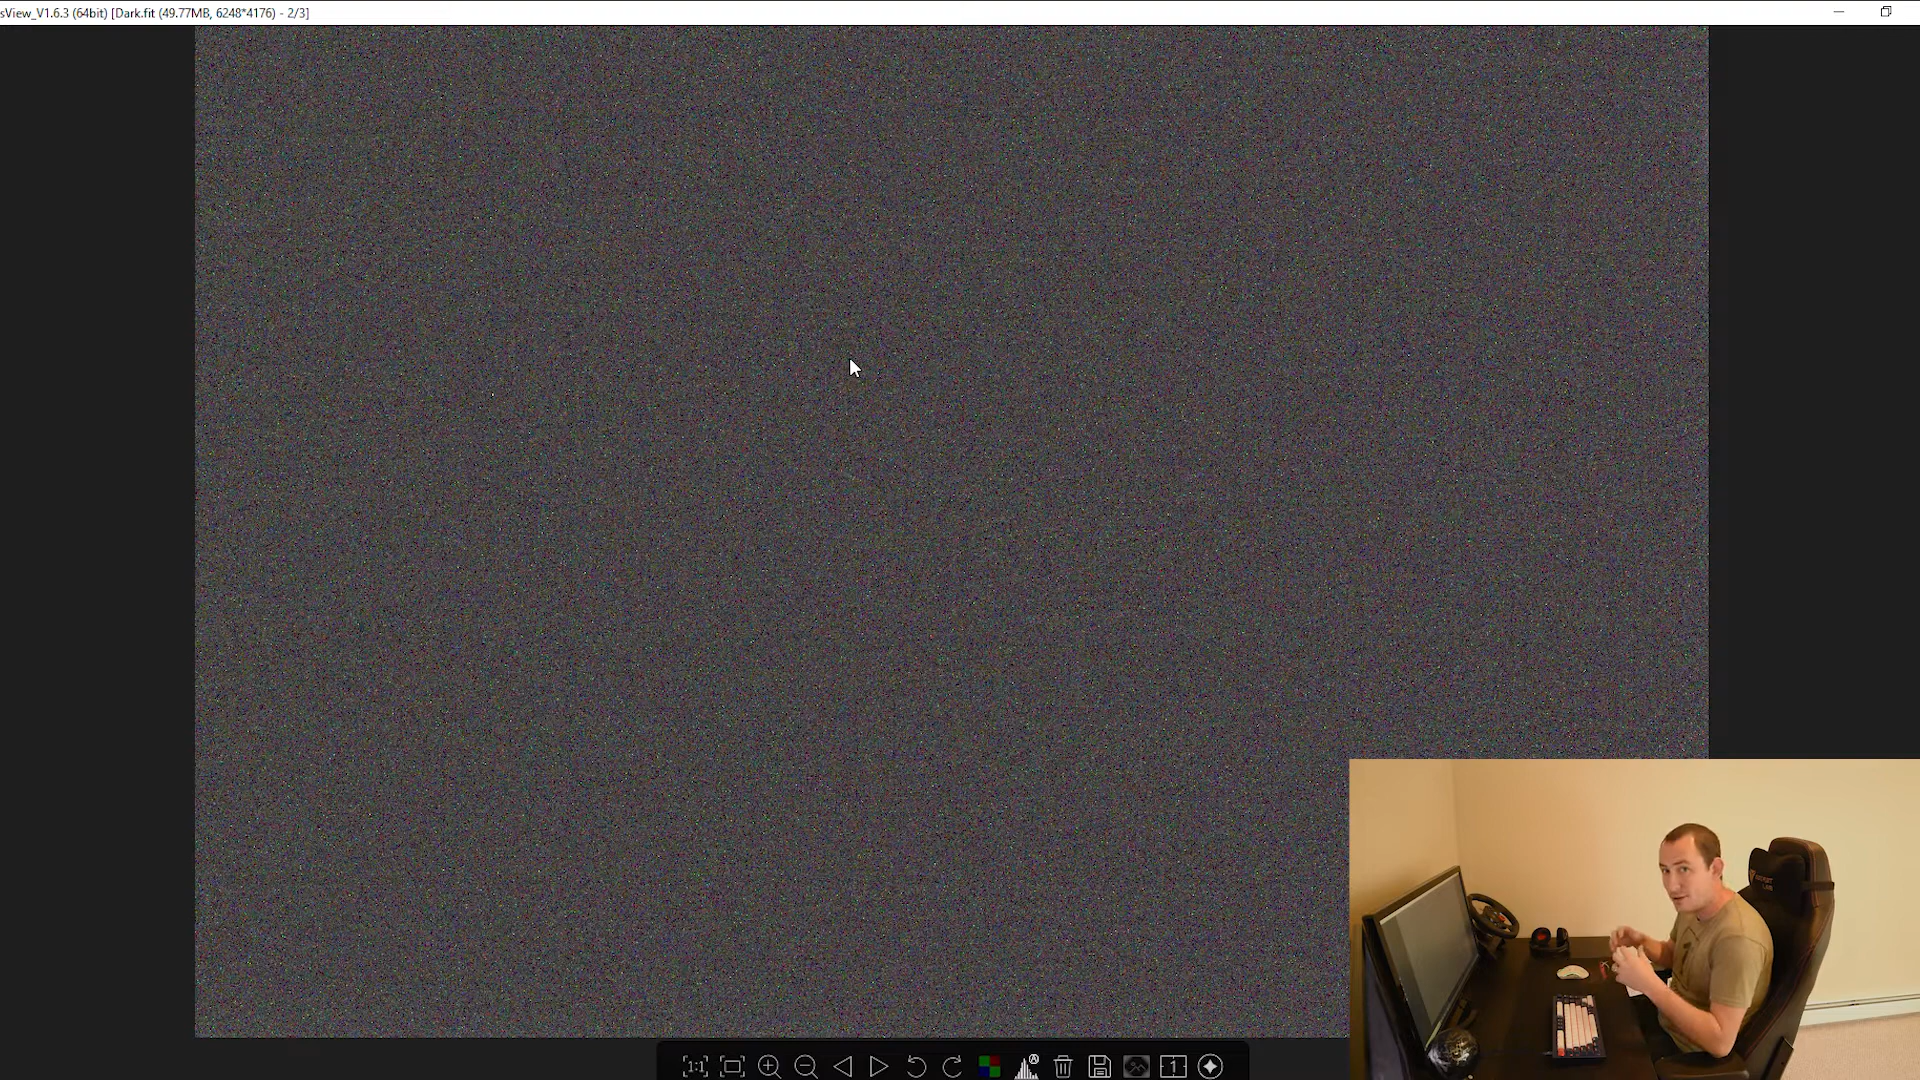 sView_V1.6.3 (64bit) [Dark.fit (49.77MB, 6248*4176) - 2/3]
1:1
A
1